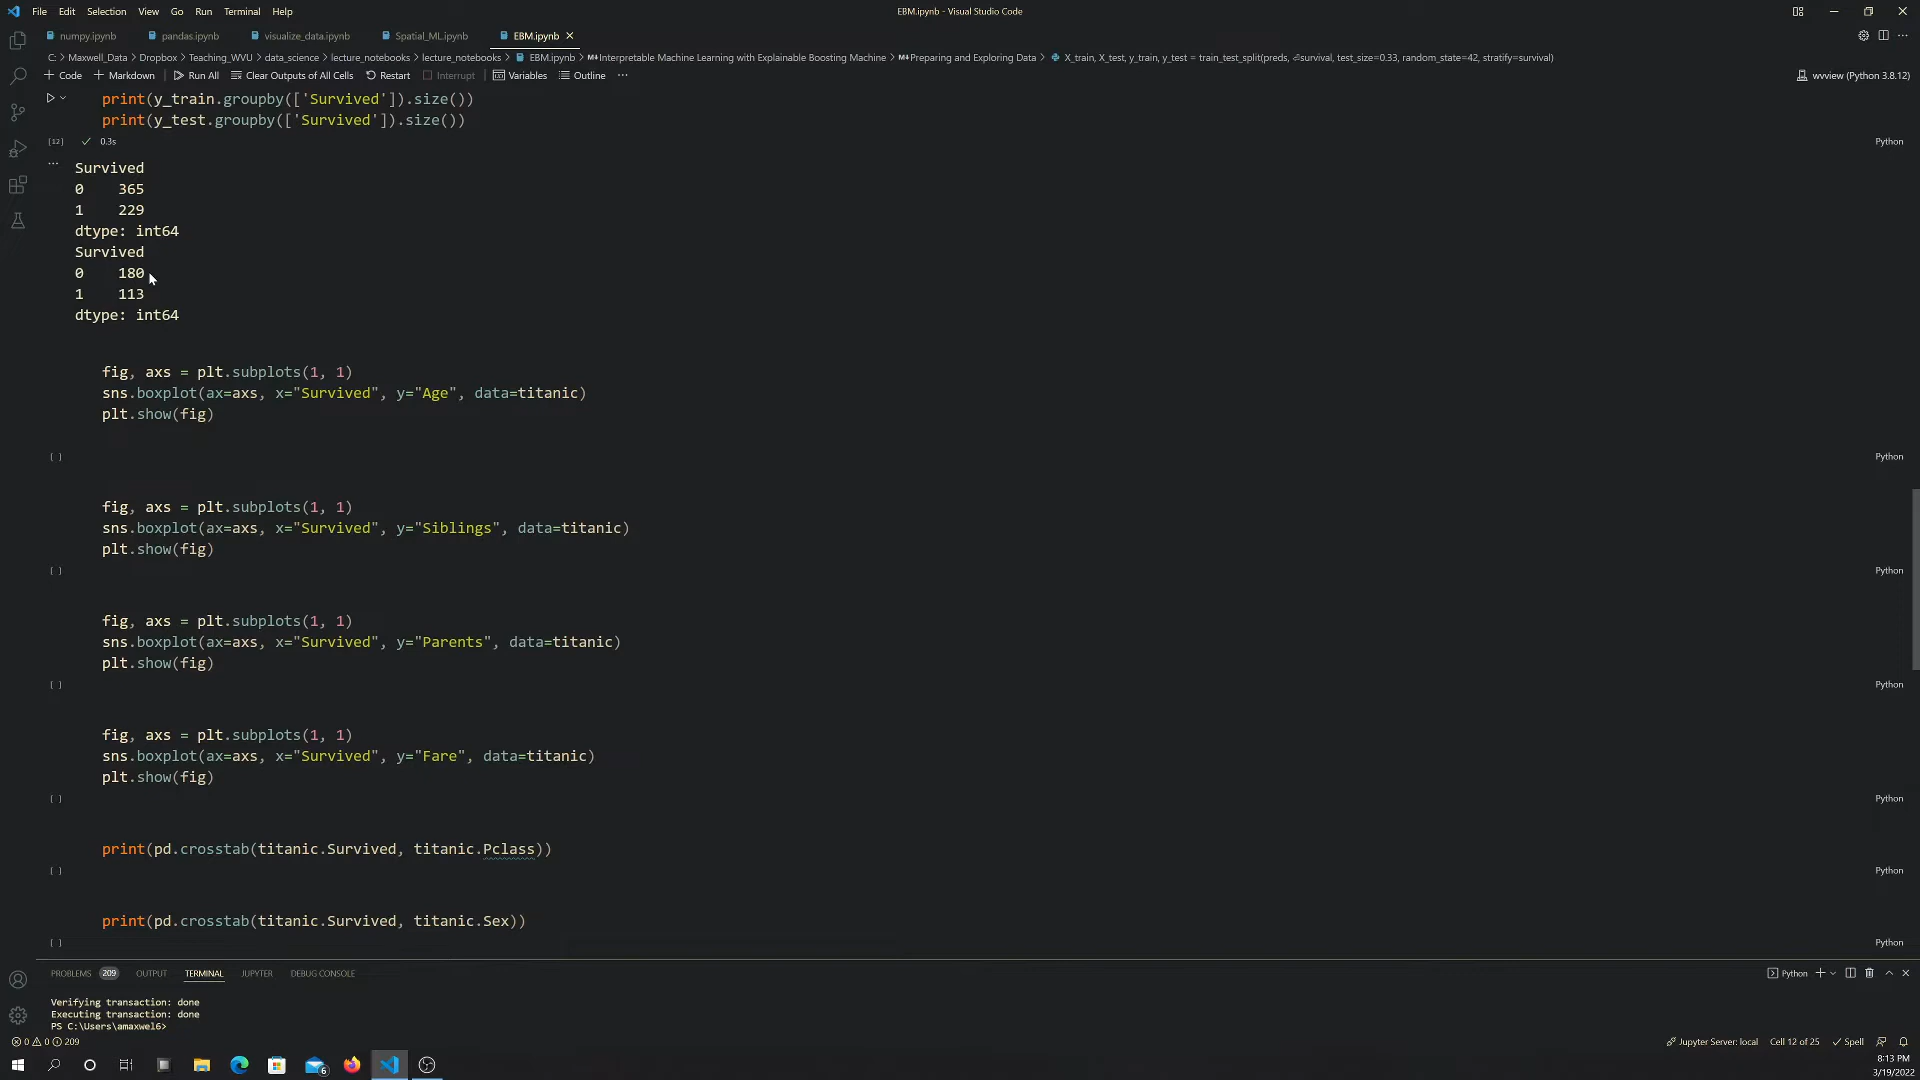 File Edit Selection View Go Run Terminal Help
EBM.ipynb - Visual Studio Code
numpy.ipynb pandas.ipynb visualize_data.ipynb Spatial_ML.ipynb EBM.ipynb
C: > Maxwell_Data > Dropbox > Teaching_WVU > data_science > lecture_notebooks > lecture_notebooks > EBM.ipynb > M↓Interpretable Machine Learning with Explainable Boosting Machine > M↓Preparing and Exploring Data > X_train, X_test, y_train, y_test = train_test_split(preds, ⏎survival, test_size=0.33, random_state=42, stratify=survival)
+ Code + Markdown Run All Clear Outputs of All Cells Restart Interrupt Variables Outline ···
wvview (Python 3.8.12)
print(y_train.groupby(['Survived']).size())
print(y_test.groupby(['Survived']).size())
[12] ✓ 0.3s
Python
Survived
0 365
1 229
dtype: int64
Survived
0 180
1 113
dtype: int64
fig, axs = plt.subplots(1, 1)
sns.boxplot(ax=axs, x="Survived", y="Age", data=titanic)
plt.show(fig)
[ ]
Python
fig, axs = plt.subplots(1, 1)
sns.boxplot(ax=axs, x="Survived", y="Siblings", data=titanic)
plt.show(fig)
[ ]
Python
fig, axs = plt.subplots(1, 1)
sns.boxplot(ax=axs, x="Survived", y="Parents", data=titanic)
plt.show(fig)
[ ]
Python
fig, axs = plt.subplots(1, 1)
sns.boxplot(ax=axs, x="Survived", y="Fare", data=titanic)
plt.show(fig)
[ ]
Python
print(pd.crosstab(titanic.Survived, titanic.Pclass))
[ ]
Python
print(pd.crosstab(titanic.Survived, titanic.Sex))
[ ]
Python
PROBLEMS 209 OUTPUT TERMINAL JUPYTER DEBUG CONSOLE
Python
Verifying transaction: done
Executing transaction: done
PS C:\Users\amaxwel6>
0 0 209
Jupyter Server: local Cell 12 of 25 ✓ Spell
6
8:13 PM
3/19/2022